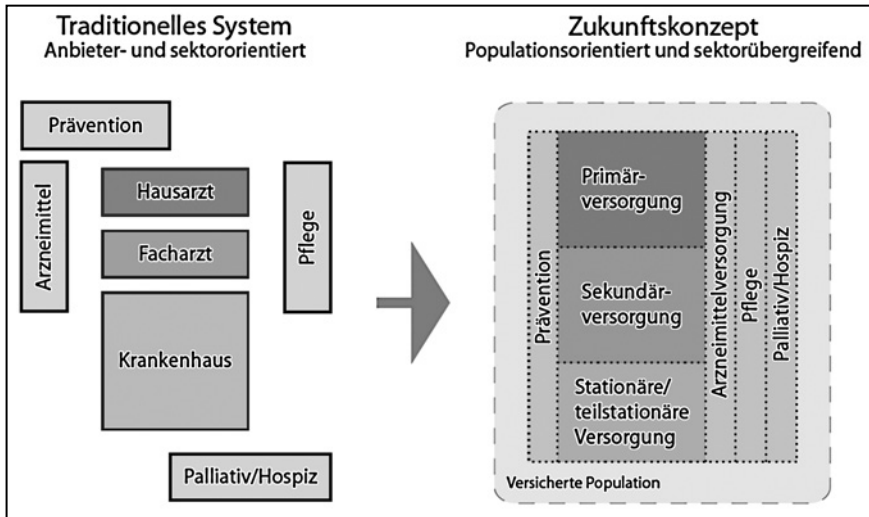 Traditionelles System
Anbieter- und sektororientiert
Prävention
Arzneimittel
Hausarzt
Facharzt
Krankenhaus
Pflege
Palliativ/Hospiz
Zukunftskonzept
Populationsorientiert und sektorübergreifend
Prävention
Primär-
versorgung
Sekundär-
versorgung
Stationäre/
teilstationäre
Versorgung
Arzneimittelversorgung
Pflege
Palliativ/Hospiz
Versicherte Population